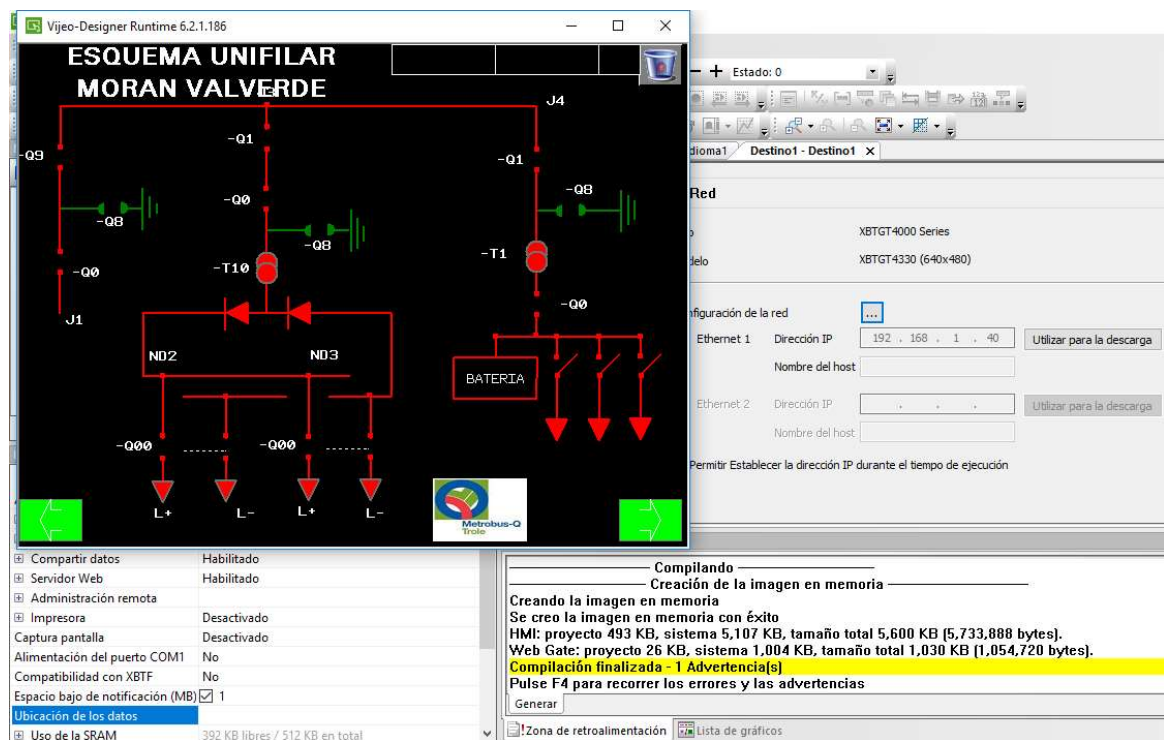 Vijeo-Designer Runtime 6.2.1.186
ESQUEMA UNIFILAR
MORAN VALVERDE
J4
-Q1
-Q9
-Q1
-Q8
-Q0
-Q8
-Q8
-T1
-T10
-Q0
-Q0
J1
ND2
ND3
BATERIA
-Q00
-Q00
L+
L-
L+
L-
Metrobus-Q
Trole
Estado: 0
Destino1 - Destino1
Red
XBTGT4000 Series
XBTGT4330 (640x480)
la red
...
Ethernet 1
Dirección IP
192 . 168 . 1 . 40
Utilizar para la descarga
Nombre del host
Ethernet 2
Dirección IP
. . .
Utilizar para la descarga
Nombre del host
Permitir Establecer la dirección IP durante el tiempo de ejecución
Compartir datos Habilitado
Servidor Web Habilitado
Administración remota
Impresora Desactivado
Captura pantalla Desactivado
Alimentación del puerto COM1 No
Compatibilidad con XBTF No
Espacio bajo de notificación (MB) 1
Ubicación de los datos
Uso de la SRAM 392 KB libres / 512 KB en total
Compilando
Creación de la imagen en memoria
Creando la imagen en memoria
Se creo la imagen en memoria con éxito
HMI: proyecto 493 KB, sistema 5,107 KB, tamaño total 5,600 KB (5,733,888 bytes).
Web Gate: proyecto 26 KB, sistema 1,004 KB, tamaño total 1,030 KB (1,054,720 bytes).
Compilación finalizada - 1 Advertencia(s)
Pulse F4 para recorrer los errores y las advertencias
Generar
Zona de retroalimentación
Lista de gráficos